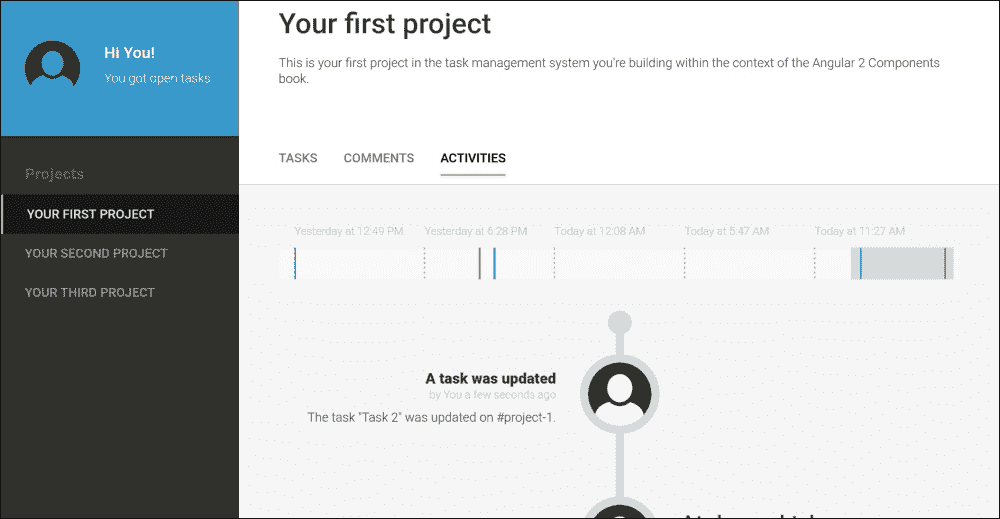 Hi You!
You got open tasks
Projects
YOUR FIRST PROJECT
YOUR SECOND PROJECT
YOUR THIRD PROJECT
Your first project
This is your first project in the task management system you're building within the context of the Angular 2 Components
book.
TASKS COMMENTS ACTIVITIES
Yesterday at 12:49 PM Yesterday at 6:28 PM Today at 12:08 AM Today at 5:47 AM Today at 11:27 AM
A task was updated
by You a few seconds ago
The task "Task 2" was updated on #project-1.